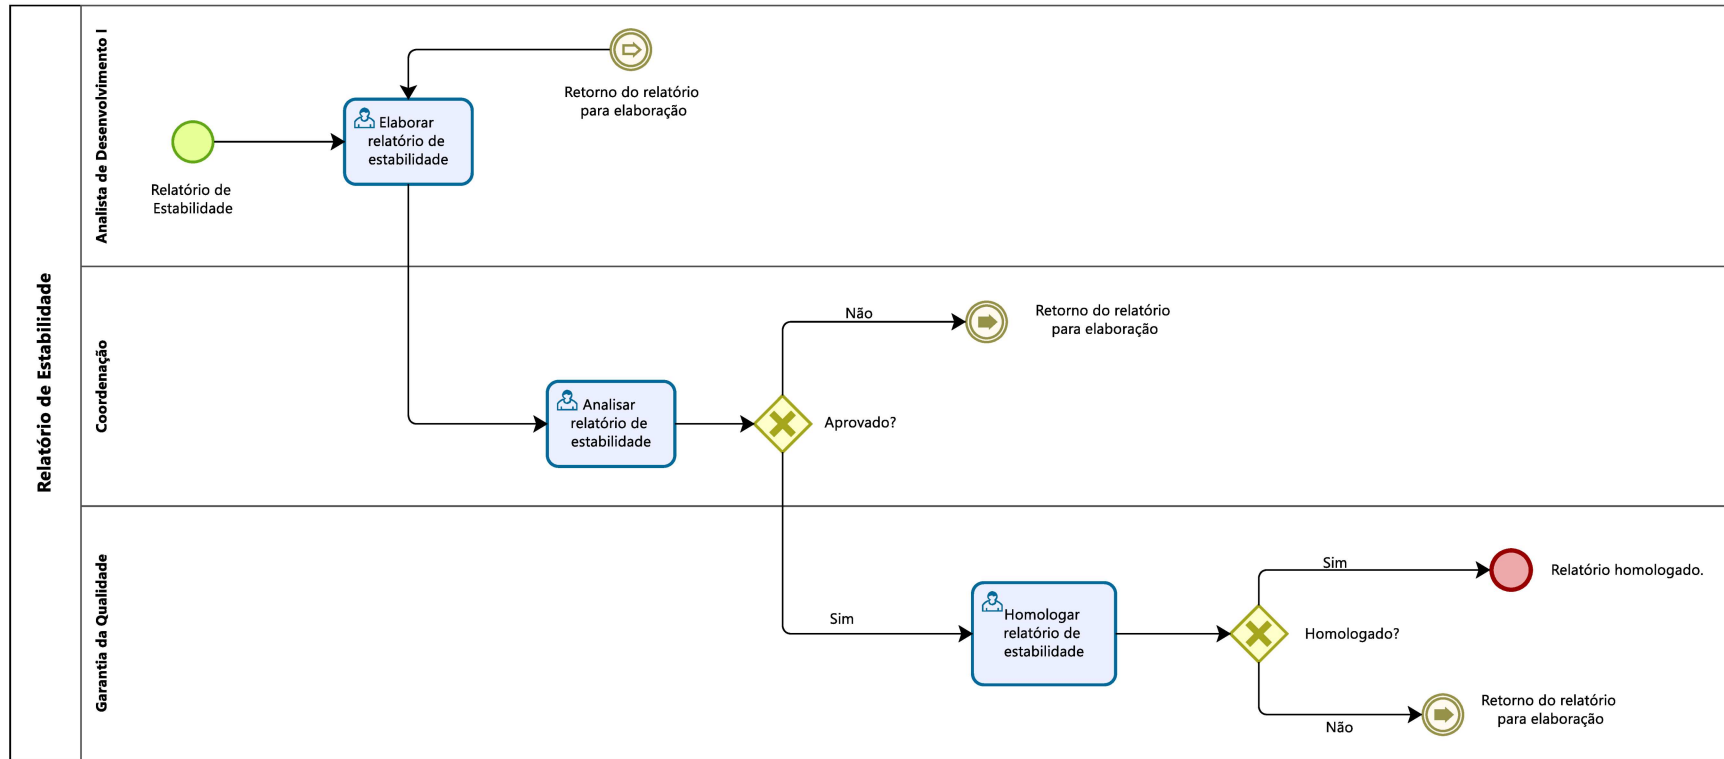 Relatório de Estabilidade
Analista de Desenvolvimento I
Retorno do relatório
para elaboração
Elaborar
relatório de
estabilidade
Relatório de
Estabilidade
Coordenação
Não
Retorno do relatório
para elaboração
Analisar
relatório de
estabilidade
Aprovado?
Garantia da Qualidade
Sim
Homologar
relatório de
estabilidade
Sim
Relatório homologado.
Homologado?
Não
Retorno do relatório
para elaboração